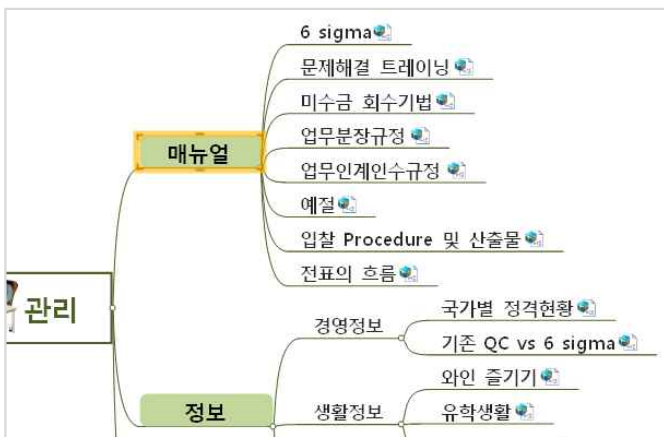 6 sigma
문제해결 트레이닝
미수금 회수기법
업무분장규정
매뉴얼
업무인계인수규정
예절
입찰 Procedure 및 산출물
전표의 흐름
관리
국가별 정격현황
경영정보
기존 QC vs 6 sigma
와인 즐기기
정보
생활정보
유학생활